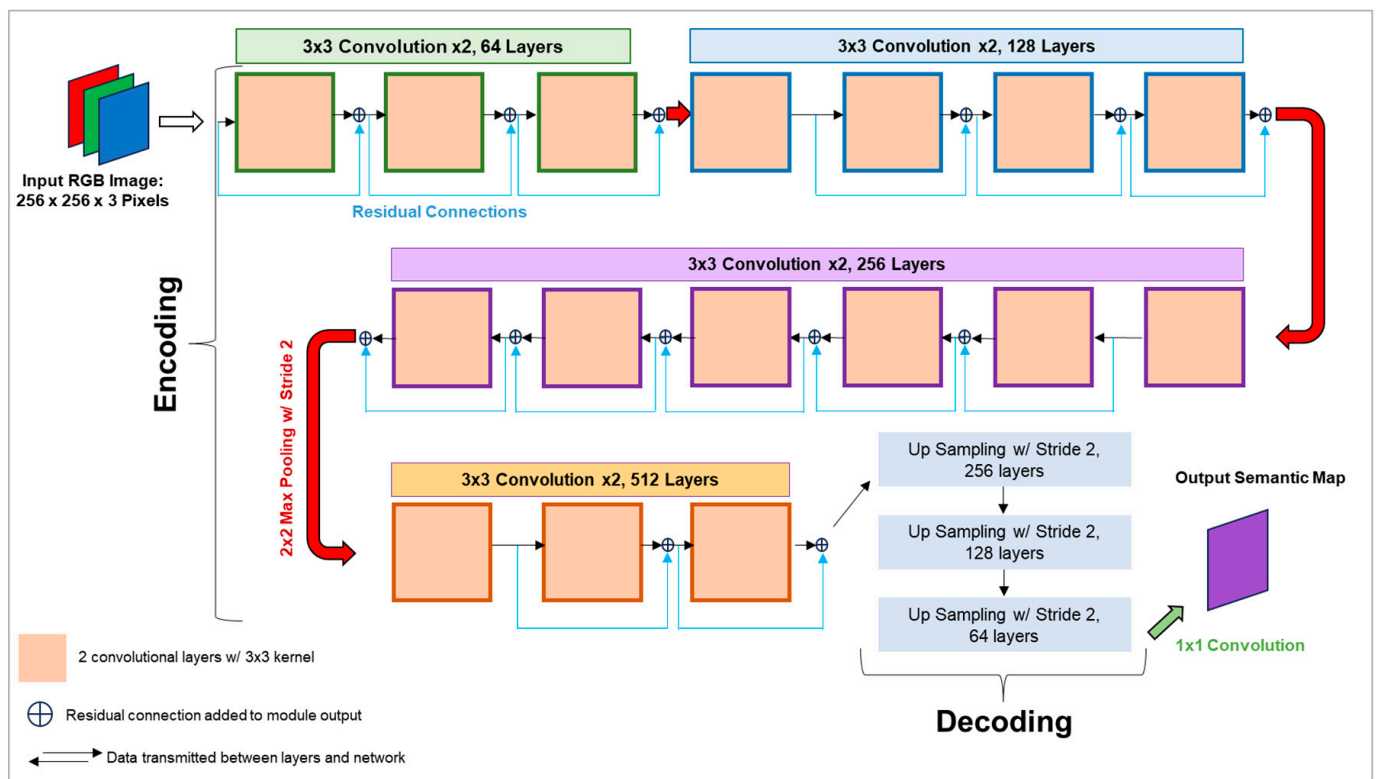 3x3 Convolution x2, 64 Layers
3x3 Convolution x2, 128 Layers
Input RGB Image:
256 x 256 x 3 Pixels
Residual Connections
3x3 Convolution x2, 256 Layers
Encoding
2x2 Max Pooling w/ Stride 2
3x3 Convolution x2, 512 Layers
Up Sampling w/ Stride 2,
256 layers
Up Sampling w/ Stride 2,
128 layers
Up Sampling w/ Stride 2,
64 layers
Output Semantic Map
1x1 Convolution
Decoding
2 convolutional layers w/ 3x3 kernel
Residual connection added to module output
Data transmitted between layers and network